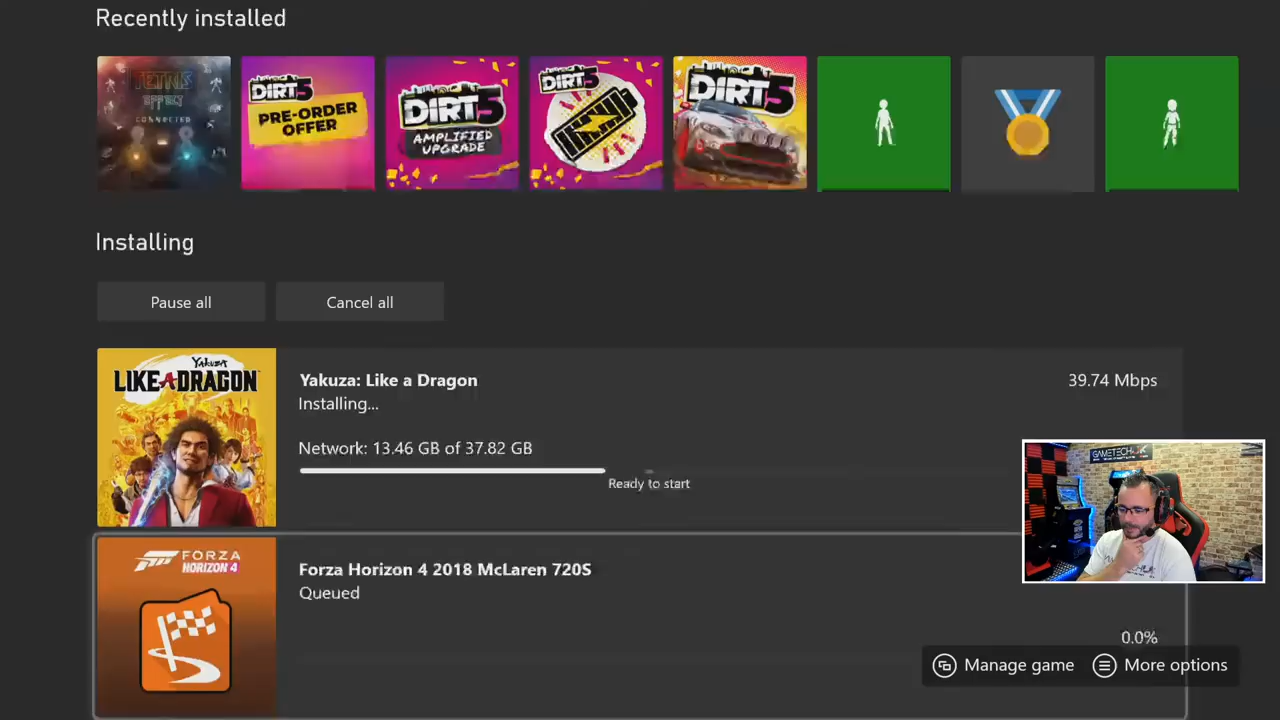 Recently installed
TETRIS
EFFECT
CONNECTED
DIRT5
PRE-ORDER
OFFER
DIRT5
AMPLIFIED
UPGRADE
DIRT5
DIRT5
Installing
Pause all
Cancel all
YAKUZA
LIKE A DRAGON
Yakuza: Like a Dragon
39.74 Mbps
Installing...
Network: 13.46 GB of 37.82 GB
Ready to start
GAMETECHUK
FORZA
HORIZON 4
Forza Horizon 4 2018 McLaren 720S
Queued
0.0%
Manage game
More options